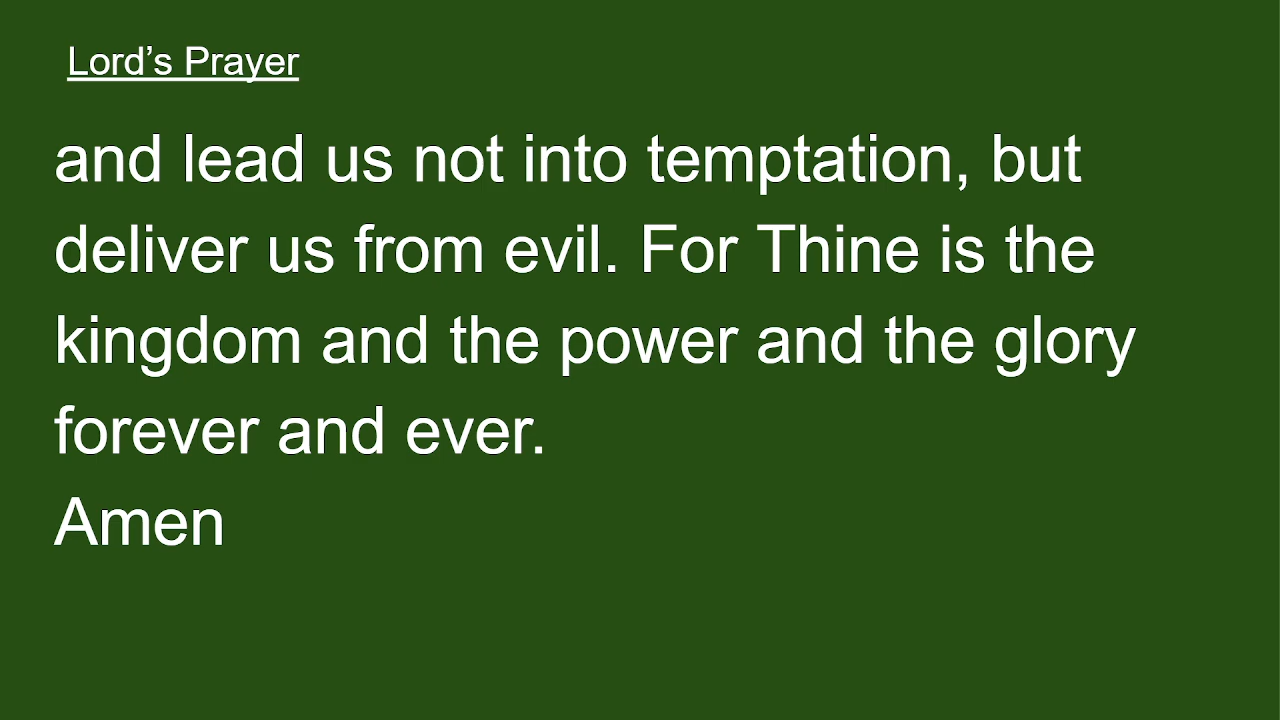 Lord’s Prayer
and lead us not into temptation, but
deliver us from evil. For Thine is the
kingdom and the power and the glory
forever and ever.
Amen